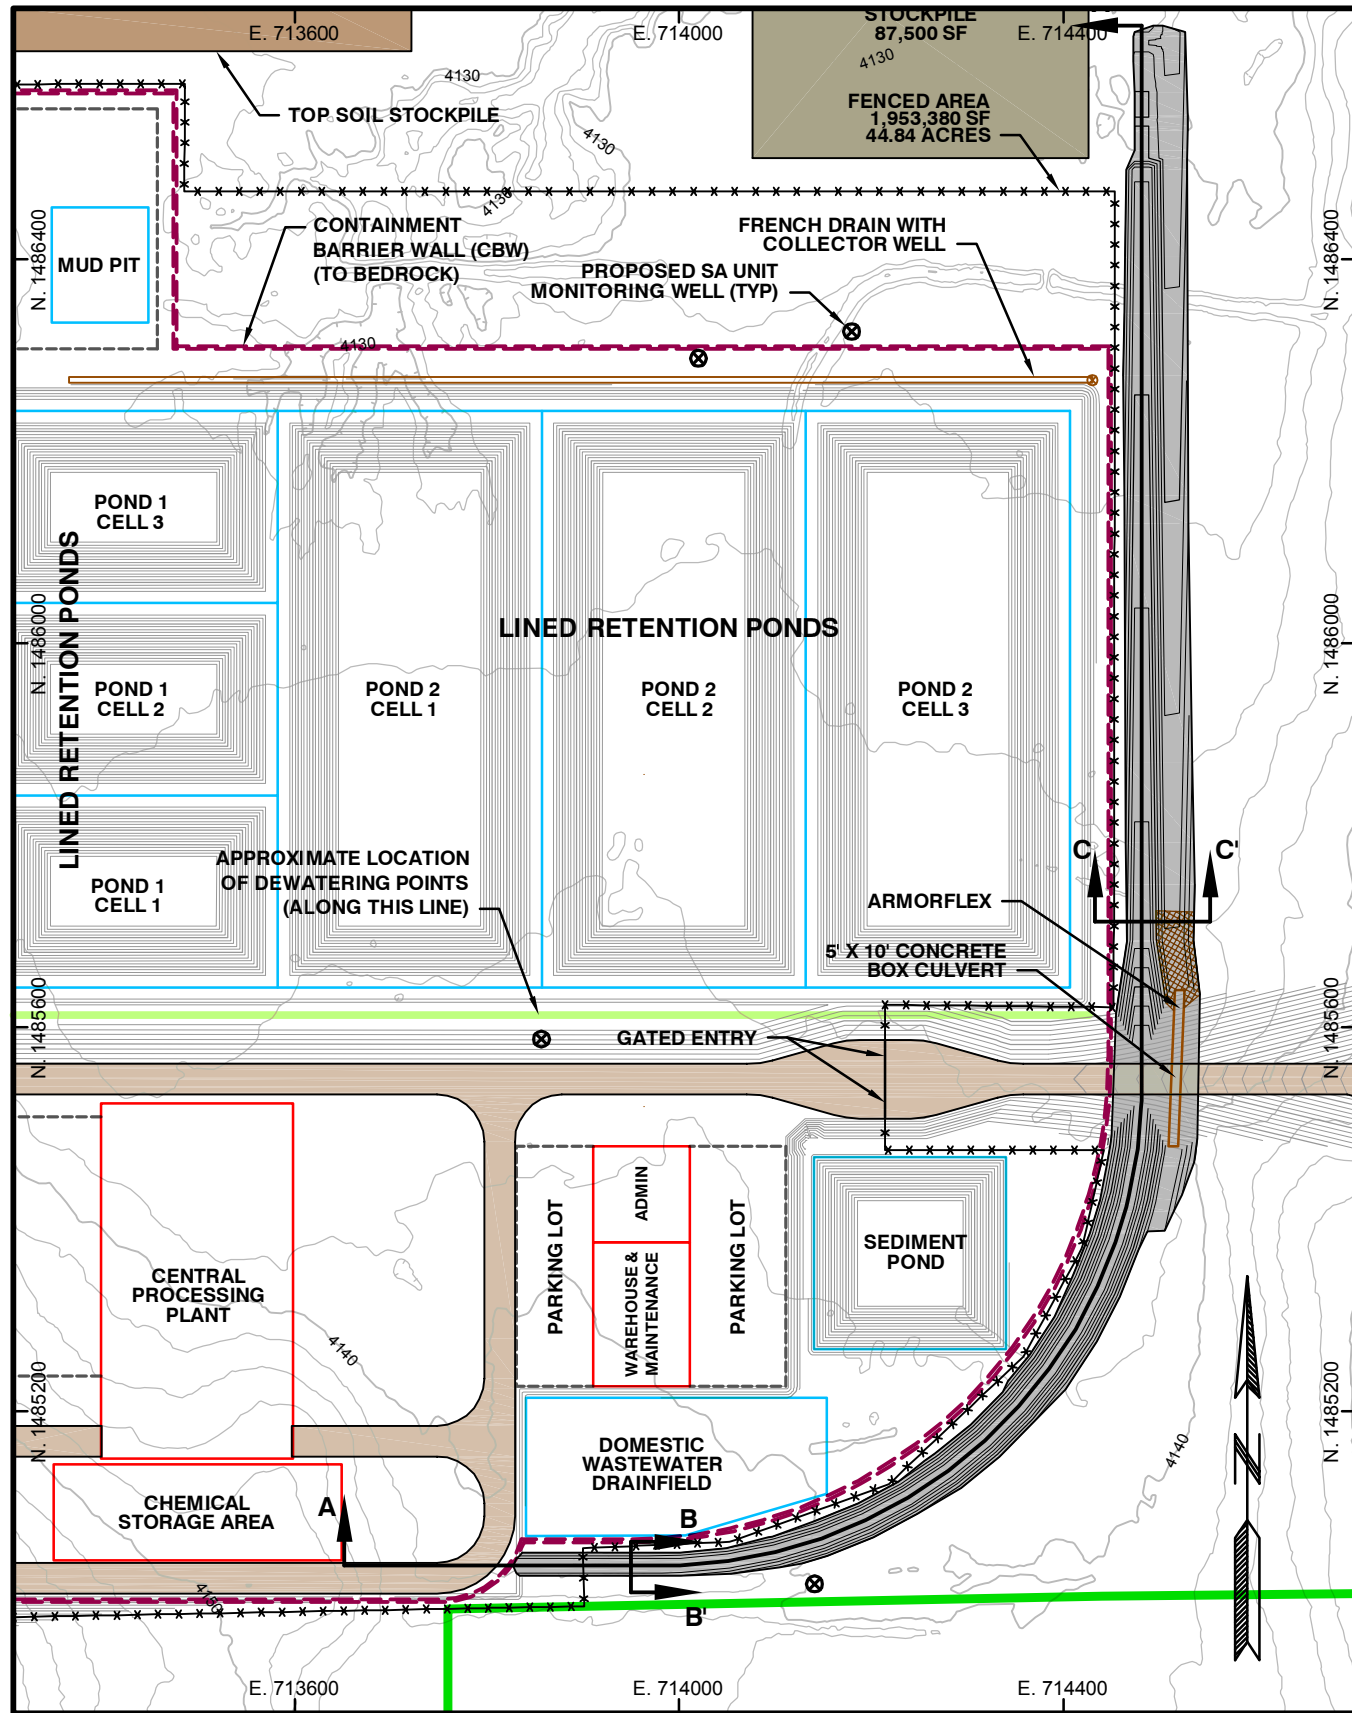 STOCKPILE
87,500 SF
E. 713600
E. 714000
E. 714400
4130
4130
TOP SOIL STOCKPILE
FENCED AREA
1,953,380 SF
44.84 ACRES
4130
4130
CONTAINMENT
BARRIER WALL (CBW)
(TO BEDROCK)
FRENCH DRAIN WITH
COLLECTOR WELL
PROPOSED SA UNIT
MONITORING WELL (TYP)
MUD PIT
N. 1486400
N. 1486400
4130
POND 1
CELL 3
LINED RETENTION PONDS
LINED RETENTION PONDS
N. 1486000
N. 1486000
POND 1
CELL 2
POND 2
CELL 1
POND 2
CELL 2
POND 2
CELL 3
APPROXIMATE LOCATION
OF DEWATERING POINTS
(ALONG THIS LINE)
POND 1
CELL 1
C
C'
ARMORFLEX
5' X 10' CONCRETE
BOX CULVERT
N. 1485600
N. 1485600
GATED ENTRY
PARKING LOT
ADMIN
WAREHOUSE &
MAINTENANCE
PARKING LOT
SEDIMENT
POND
CENTRAL
PROCESSING
PLANT
4140
N. 1485200
N. 1485200
4140
DOMESTIC
WASTEWATER
DRAINFIELD
CHEMICAL
STORAGE AREA
A
B
B'
N
E. 713600
E. 714000
E. 714400